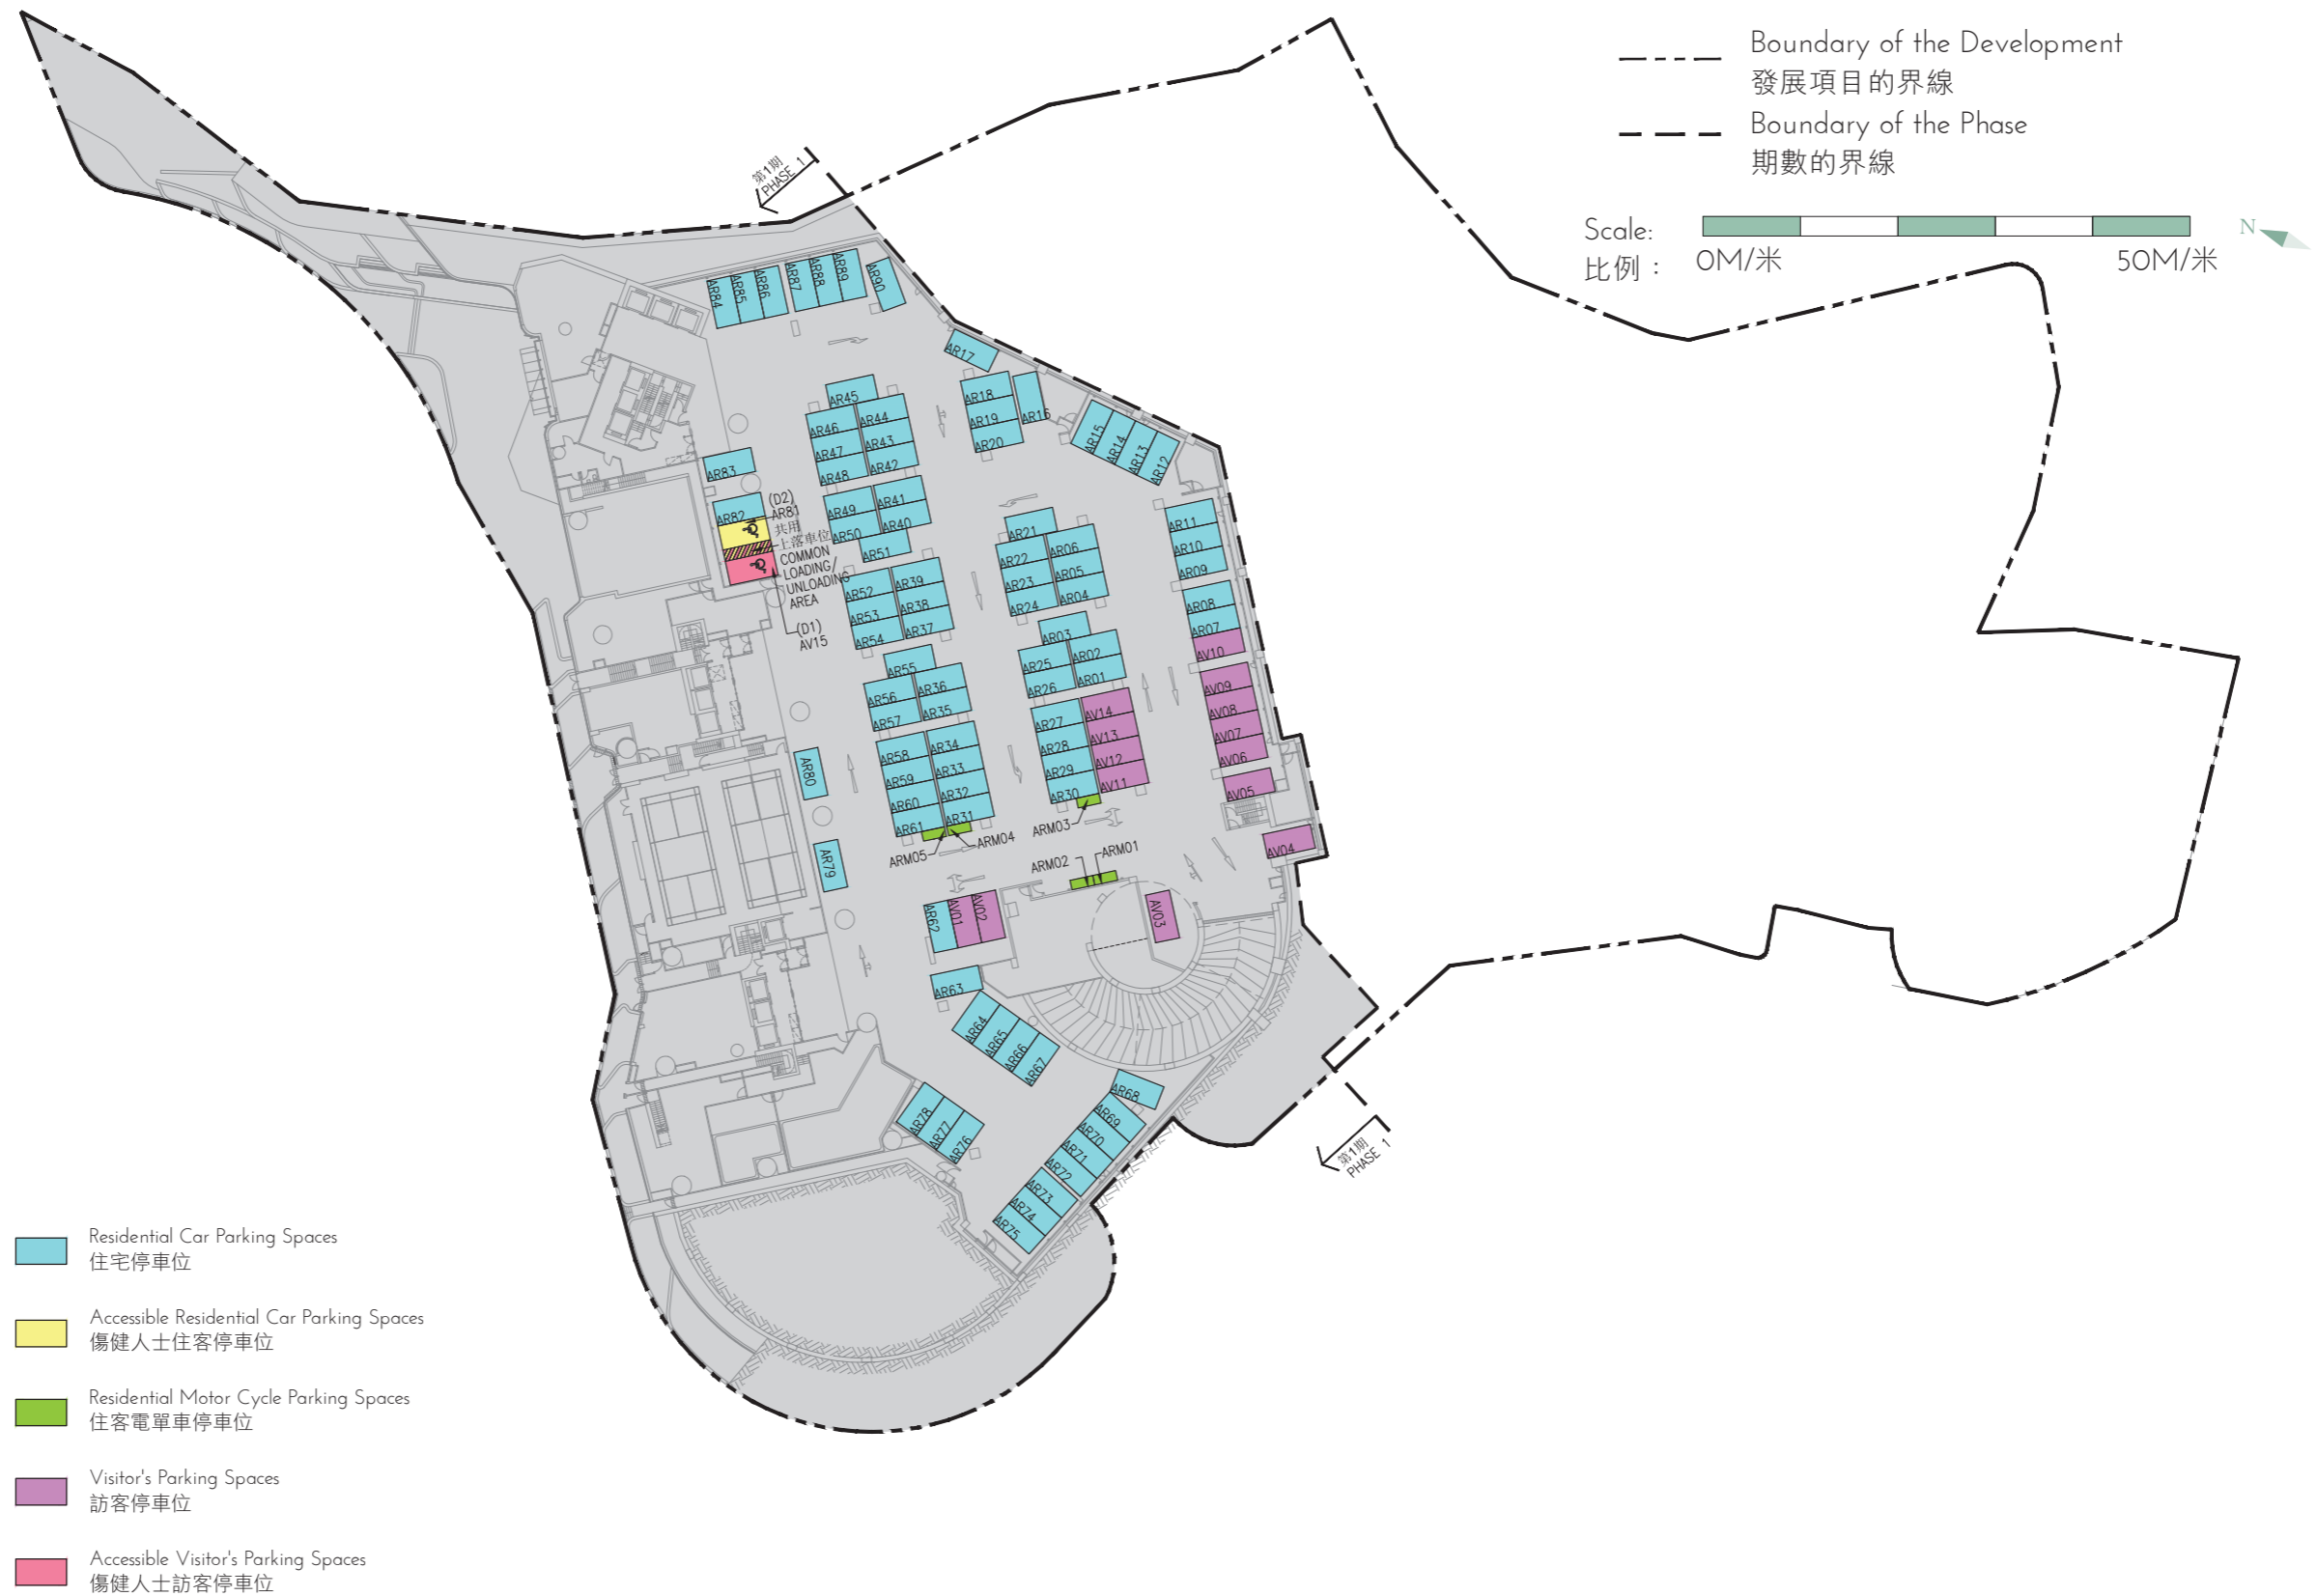 Boundary of the Development
發展項目的界線
Boundary of the Phase
期數的界線
Scale:
比例：
0M/米
50M/米
N
第1期
PHASE 1
AR84
AR85
AR86
AR87
AR88
AR89
AR90
AR17
AR45
AR18
AR16
AR46
AR44
AR19
AR20
AR47
AR43
AR15
AR14
AR13
AR12
AR48
AR42
AR83
AR82
(D2)
AR81
共用
上落車位
COMMON
LOADING/
UNLOADING
AREA
(D1)
AV15
AR49
AR41
AR50
AR40
AR51
AR21
AR11
AR22
AR06
AR10
AR23
AR05
AR09
AR24
AR04
AR52
AR39
AR53
AR38
AR54
AR37
AR08
AR07
AV10
AR03
AR25
AR02
AR26
AR01
AR55
AR56
AR36
AR57
AR35
AV09
AV08
AV07
AV06
AV05
AV04
AR27
AV14
AR28
AV13
AR29
AV12
AR30
AV11
AR58
AR34
AR59
AR33
AR60
AR32
AR61
AR31
AR80
AR79
ARM05
ARM04
ARM03
ARM02
ARM01
AR62
AV01
AV02
AV03
AR63
AR64
AR65
AR66
AR67
AR68
AR69
AR70
AR71
AR72
AR73
AR74
AR75
AR78
AR77
AR76
第1期
PHASE 1
Residential Car Parking Spaces
住宅停車位
Accessible Residential Car Parking Spaces
傷健人士住客停車位
Residential Motor Cycle Parking Spaces
住客電單車停車位
Visitor's Parking Spaces
訪客停車位
Accessible Visitor's Parking Spaces
傷健人士訪客停車位